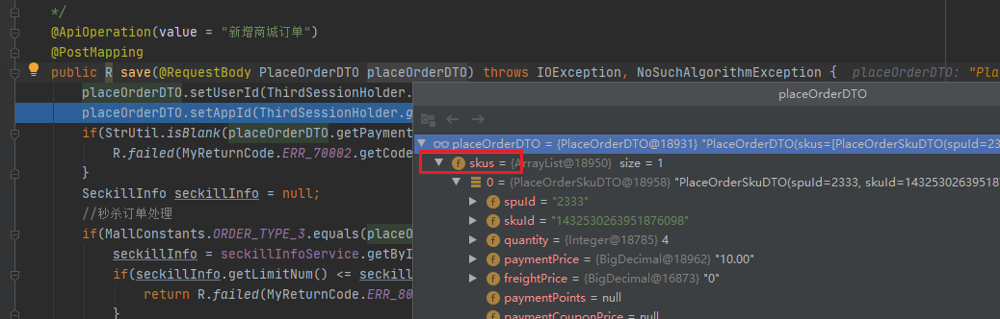 */
@ApiOperation(value = "新增商城订单")
@PostMapping
public R save(@RequestBody PlaceOrderDTO placeOrderDTO) throws IOException, NoSuchAlgorithmException { placeOrderDTO: "Pla
placeOrderDTO.setUserId(ThirdSessionHolder.
placeOrderDTO
placeOrderDTO.setAppId(ThirdSessionHolder.g
if(StrUtil.isBlank(placeOrderDTO.getPayment
placeOrderDTO = {PlaceOrderDTO@18931} "PlaceOrderDTO(skus=[PlaceOrderSkuDTO(spuId=233
R.failed(MyReturnCode.ERR_70002.getCode
skus = {ArrayList@18950} size = 1
}
0 = {PlaceOrderSkuDTO@18958} "PlaceOrderSkuDTO(spuId=2333, skuId=14325302639518
SeckillInfo seckillInfo = null;
spuId = "2333"
//秒杀订单处理
skuId = "1432530263951876098"
if(MallConstants.ORDER_TYPE_3.equals(placeO
quantity = {Integer@18785} 4
seckillInfo = seckillInfoService.getByI
paymentPrice = {BigDecimal@18962} "10.00"
if(seckillInfo.getLimitNum() <= seckill
freightPrice = {BigDecimal@16873} "0"
return R.failed(MyReturnCode.ERR_80
paymentPoints = null
}
paymentCouponPrice = null